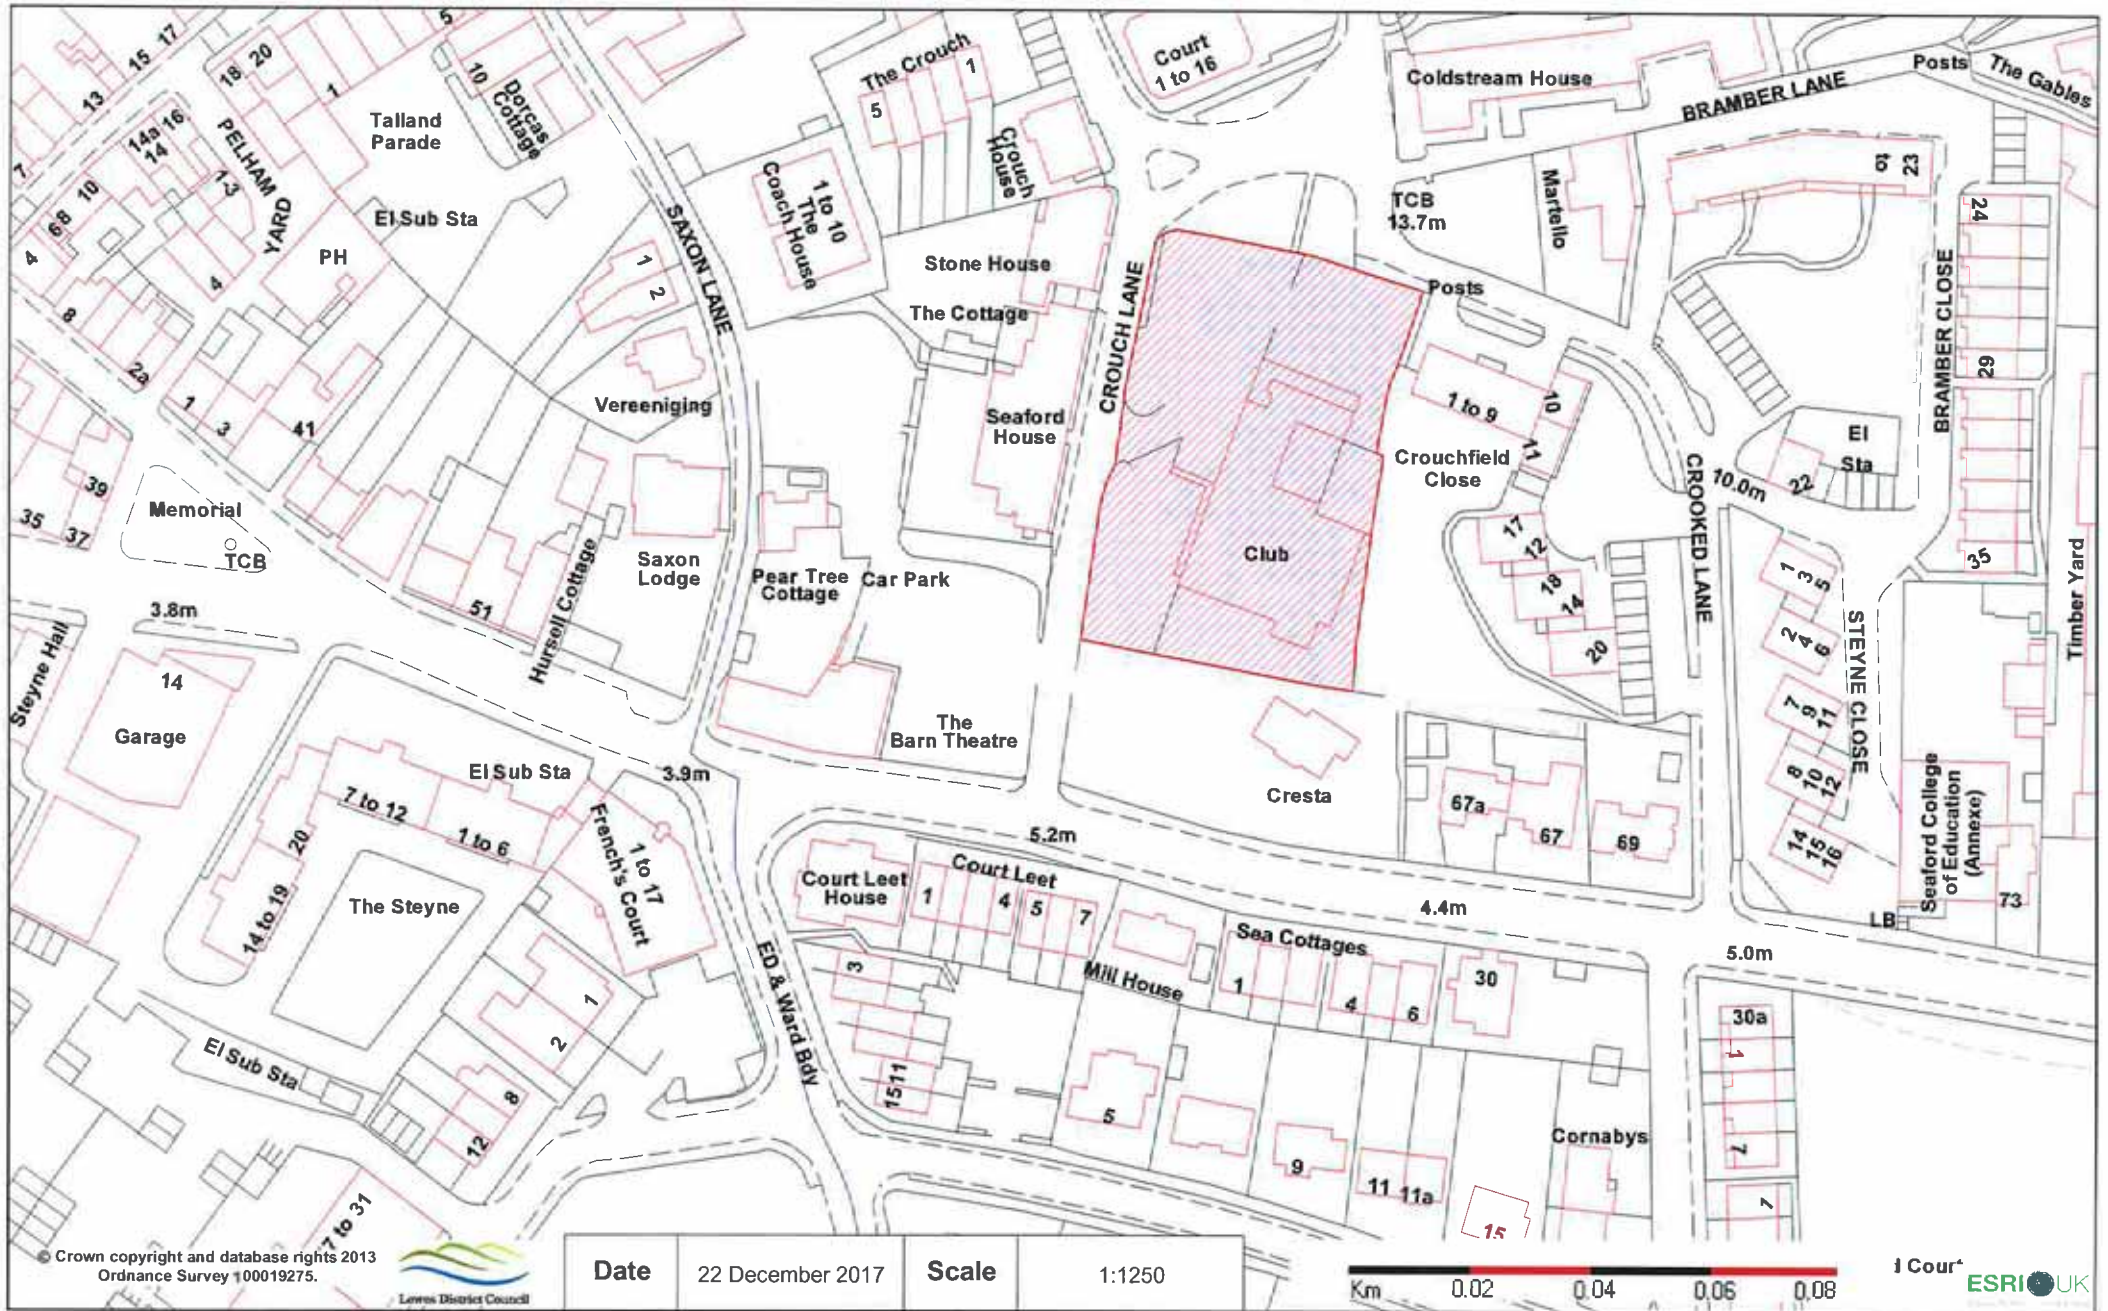 15 17
13
7
18 20
1
5
10
Dorcas
Cottage
Talland
Parade
14a 16
14
PELHAM
YARD
1-3
10
68
4
4
8
2a
El Sub Sta
PH
The Crouch
5
1
Crouch
House
Court
1 to 16
Coldstream House
BRAMBER LANE
Posts
The Gables
1 to 10
The
Coach House
SAXON LANE
Stone House
The Cottage
CROUCH LANE
TCB
13.7m
Martello
to
23
24
29
BRAMBER CLOSE
Posts
1
2
Vereeniging
Seaford
House
1
3
41
39
35
37
Memorial
TCB
3.8m
51
Hursell Cottage
Saxon
Lodge
Pear Tree
Cottage
Car Park
Club
1 to 9
10
11
Crouchfield
Close
17
12
18
14
20
CROOKED LANE
10.0m
El
Sta
22
35
Timber Yard
1
3
5
2
4
6
7
9
11
8
10
12
14
15
16
STEYNE CLOSE
Seaford College
of Education
(Annexe)
73
LB
Steyne Hall
14
Garage
El Sub Sta
3.9m
7 to 12
1 to 6
20
14 to 19
The Steyne
1 to 17
French's Court
The
Barn Theatre
Cresta
67a
67
69
5.2m
4.4m
5.0m
Court Leet
House
Court Leet
1
4
5
7
Mill House
Sea Cottages
1
4
6
30
30a
1
7
1
ED & Ward Bdy
3
11
15
5
9
11
11a
15
Cornabys
1
2
8
12
El Sub Sta
7 to 31
© Crown copyright and database rights 2013
Ordnance Survey 100019275.
Lewes District Council
Date
22 December 2017
Scale
1:1250
Km 0.02 0.04 0.06 0.08
ESRI UK